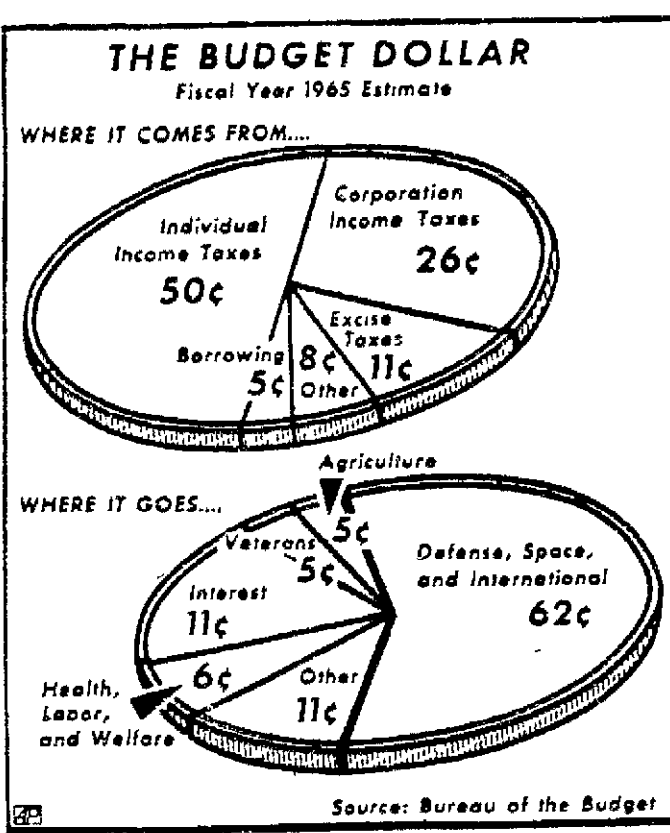 THE BUDGET DOLLAR
Fiscal Year 1965 Estimate
WHERE IT COMES FROM....
Individual
Income Taxes
50¢
Corporation
Income Taxes
26¢
Excise
Taxes
11¢
8¢
Other
Borrowing
5¢
WHERE IT GOES....
Agriculture
5¢
Veterans
5¢
Defense, Space,
and International
62¢
Interest
11¢
6¢
Health,
Labor,
and Welfare
Other
11¢
AP
Source: Bureau of the Budget